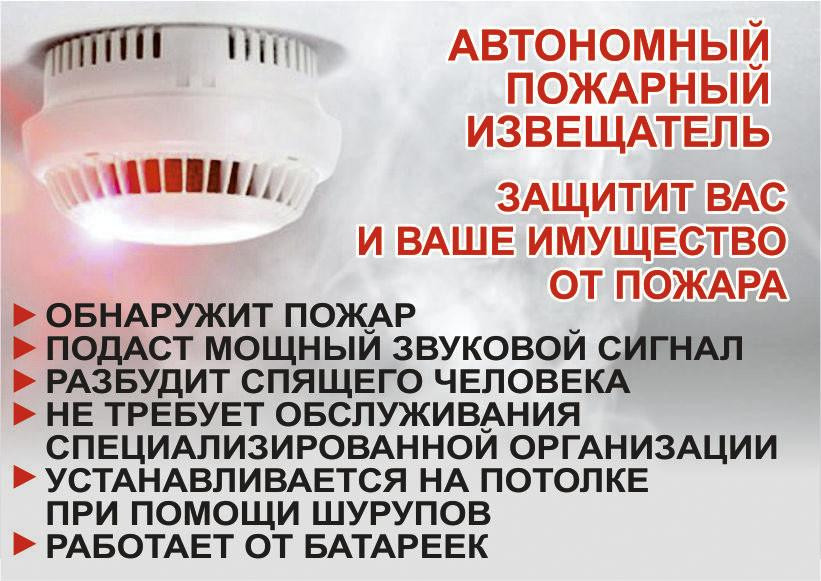 АВТОНОМНЫЙ
ПОЖАРНЫЙ
ИЗВЕЩАТЕЛЬ
ЗАЩИТИТ ВАС
И ВАШЕ ИМУЩЕСТВО
ОТ ПОЖАРА
ОБНАРУЖИТ ПОЖАР
ПОДАСТ МОЩНЫЙ ЗВУКОВОЙ СИГНАЛ
РАЗБУДИТ СПЯЩЕГО ЧЕЛОВЕКА
НЕ ТРЕБУЕТ ОБСЛУЖИВАНИЯ
СПЕЦИАЛИЗИРОВАННОЙ ОРГАНИЗАЦИИ
УСТАНАВЛИВАЕТСЯ НА ПОТОЛКЕ
ПРИ ПОМОЩИ ШУРУПОВ
РАБОТАЕТ ОТ БАТАРЕЕК